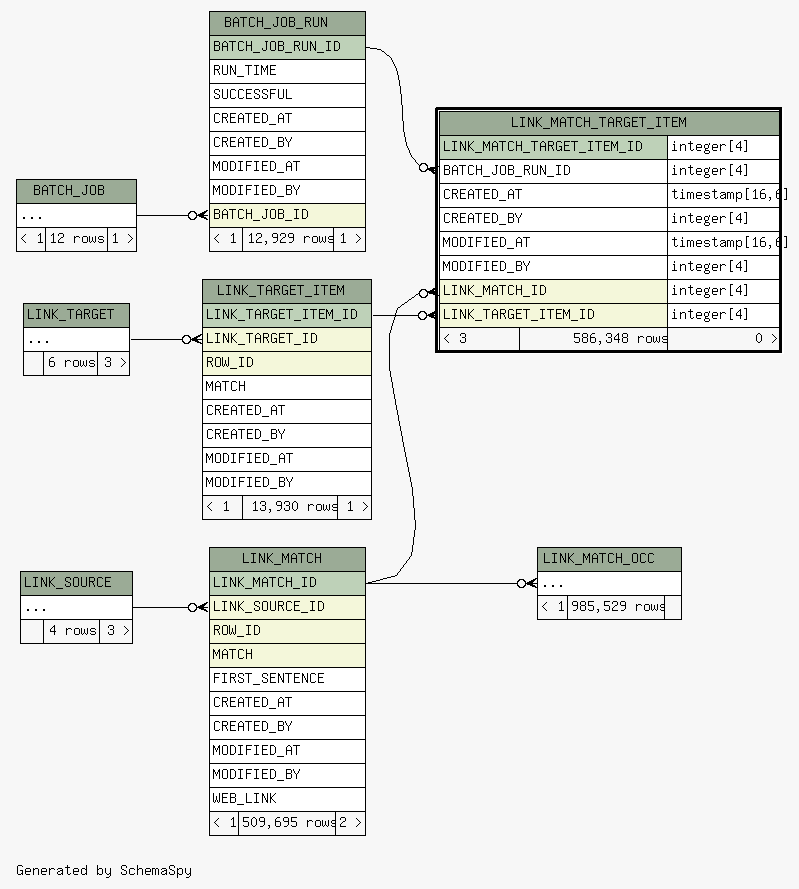 BATCH_JOB_RUN
BATCH_JOB_RUN_ID
RUN_TIME
SUCCESSFUL
CREATED_AT
CREATED_BY
MODIFIED_AT
MODIFIED_BY
BATCH_JOB_ID
< 1 12,929 rows 1 >
BATCH_JOB
...
< 1 12 rows 1 >
LINK_MATCH_TARGET_ITEM
LINK_MATCH_TARGET_ITEM_ID integer[4]
BATCH_JOB_RUN_ID integer[4]
CREATED_AT timestamp[16,6]
CREATED_BY integer[4]
MODIFIED_AT timestamp[16,6]
MODIFIED_BY integer[4]
LINK_MATCH_ID integer[4]
LINK_TARGET_ITEM_ID integer[4]
< 3 586,348 rows 0 >
LINK_TARGET_ITEM
LINK_TARGET_ITEM_ID
LINK_TARGET_ID
ROW_ID
MATCH
CREATED_AT
CREATED_BY
MODIFIED_AT
MODIFIED_BY
< 1 13,930 rows 1 >
LINK_TARGET
...
6 rows 3 >
LINK_MATCH
LINK_MATCH_ID
LINK_SOURCE_ID
ROW_ID
MATCH
FIRST_SENTENCE
CREATED_AT
CREATED_BY
MODIFIED_AT
MODIFIED_BY
WEB_LINK
< 1 509,695 rows 2 >
LINK_SOURCE
...
4 rows 3 >
LINK_MATCH_OCC
...
< 1 985,529 rows
Generated by SchemaSpy